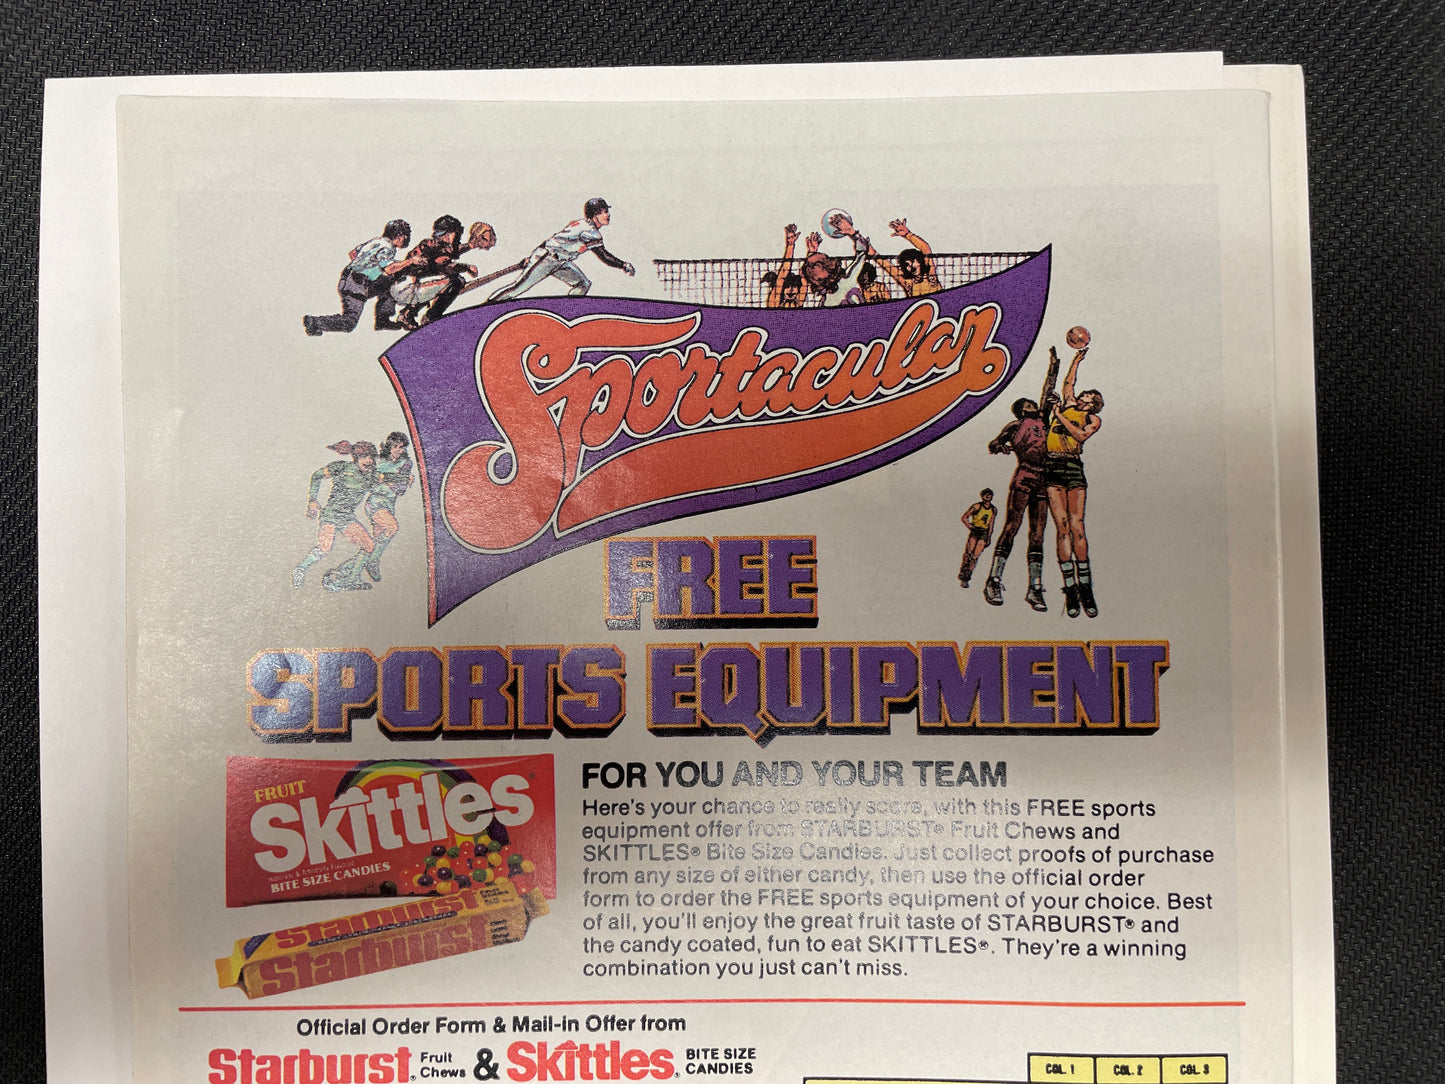 Sportacular
FREE
SPORTS EQUIPMENT
FRUIT
Skittles
BITE SIZE CANDIES
Starburst
Starburst
FOR YOU AND YOUR TEAM
Here's your chance to really score, with this FREE sports
equipment offer from STARBURST® Fruit Chews and
SKITTLES® Bite Size Candies. Just collect proofs of purchase
from any size of either candy, then use the official order
form to order the FREE sports equipment of your choice. Best
of all, you'll enjoy the great fruit taste of STARBURST® and
the candy coated, fun to eat SKITTLES®. They're a winning
combination you just can't miss.
Official Order Form & Mail-in Offer from
Starburst® Fruit Chews & Skittles® BITE SIZE CANDIES
COL. 1 COL. 2 COL. 3